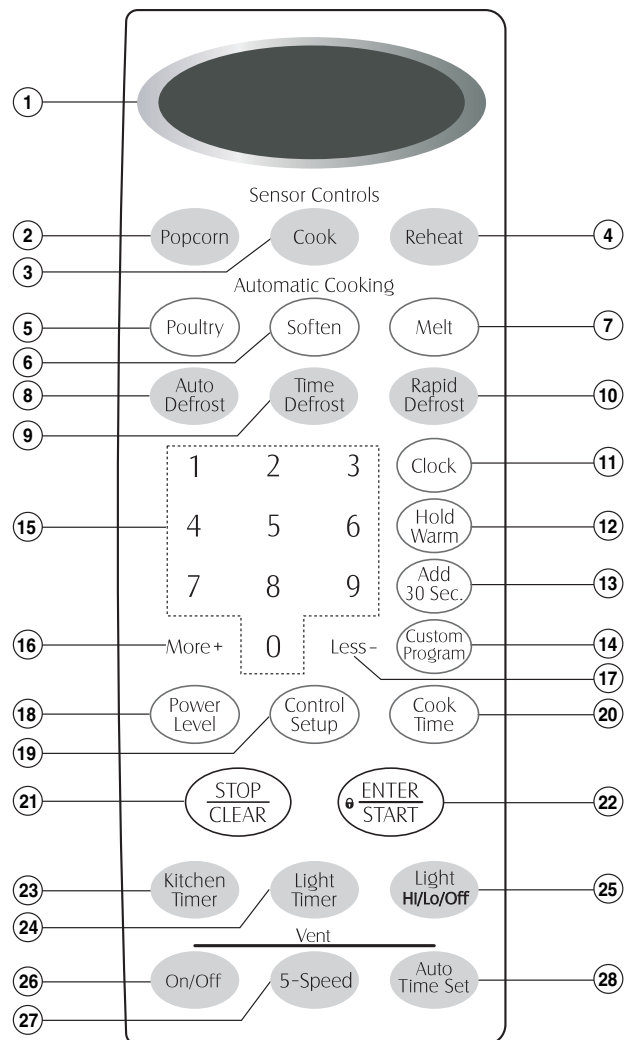 1
Sensor Controls
2 Popcorn Cook Reheat 4
3
Automatic Cooking
5 Poultry Soften Melt 7
6
8 Auto Defrost Time Defrost Rapid Defrost 10
9
1 2 3 Clock 11
15 4 5 6 Hold Warm 12
7 8 9 Add 30 Sec. 13
16 More+ 0 Less- Custom Program 14
17
18 Power Level Control Setup Cook Time 20
19
21 STOP CLEAR ENTER START 22
23 Kitchen Timer Light Timer Light Hi/Lo/Off 25
24
Vent
26 On/Off 5-Speed Auto Time Set 28
27